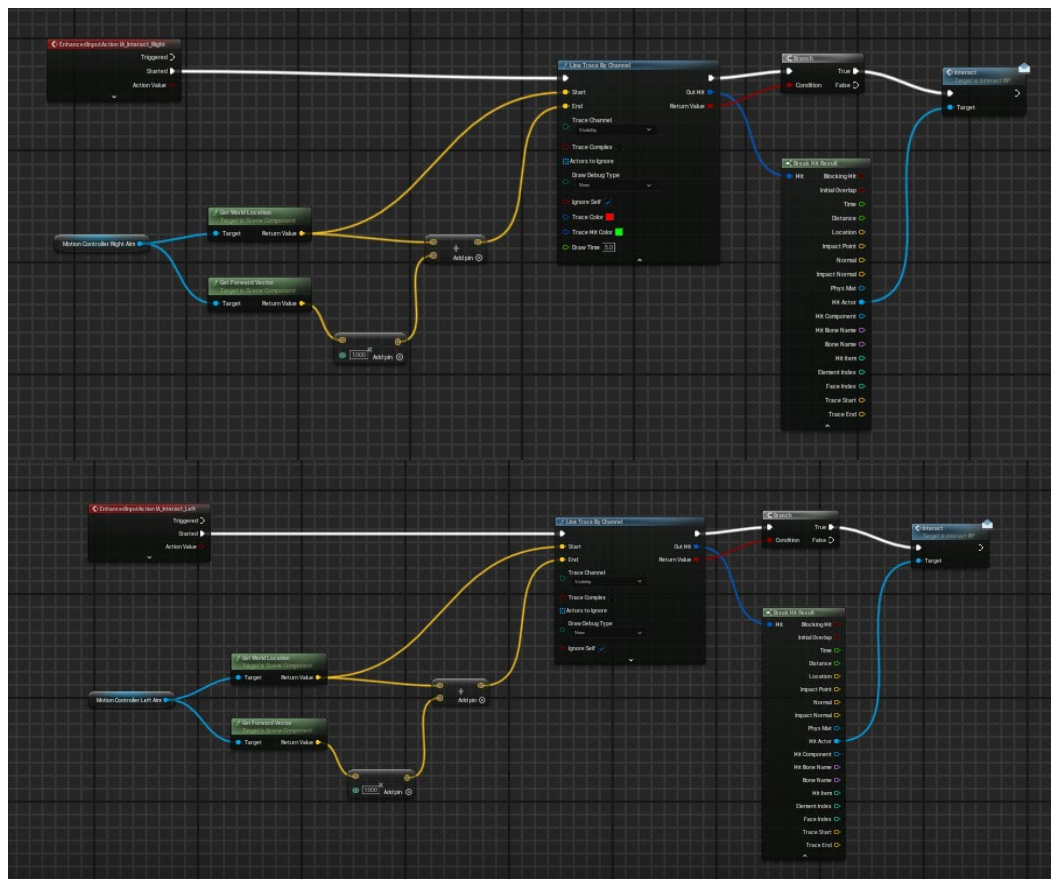 EnhancedInputAction IA_Interact_Right
Triggered
Started
Action Value
Motion Controller Right Aim
Get World Location
Target is Scene Component
Target Return Value
Get Forward Vector
Target is Scene Component
Target Return Value
1000 Add pin
+
Add pin
Line Trace By Channel
Start Out Hit
End Return Value
Trace Channel
Visibility
Trace Complex
Actors to Ignore
Draw Debug Type
None
Ignore Self
Trace Color
Trace Hit Color
Draw Time 5.0
Branch
True
Condition False
Interact
Target is Interact BP
Target
Break Hit Result
Hit Blocking Hit
Initial Overlap
Time
Distance
Location
Impact Point
Normal
Impact Normal
Phys Mat
Hit Actor
Hit Component
Hit Bone Name
Bone Name
Hit Item
Element Index
Face Index
Trace Start
Trace End
EnhancedInputAction IA_Interact_Left
Triggered
Started
Action Value
Motion Controller Left Aim
Get World Location
Target is Scene Component
Target Return Value
Get Forward Vector
Target is Scene Component
Target Return Value
1000 Add pin
+
Add pin
Line Trace By Channel
Start Out Hit
End Return Value
Trace Channel
Visibility
Trace Complex
Actors to Ignore
Draw Debug Type
None
Ignore Self
Branch
True
Condition False
Interact
Target is Interact BP
Target
Break Hit Result
Hit Blocking Hit
Initial Overlap
Time
Distance
Location
Impact Point
Normal
Impact Normal
Phys Mat
Hit Actor
Hit Component
Hit Bone Name
Bone Name
Hit Item
Element Index
Face Index
Trace Start
Trace End